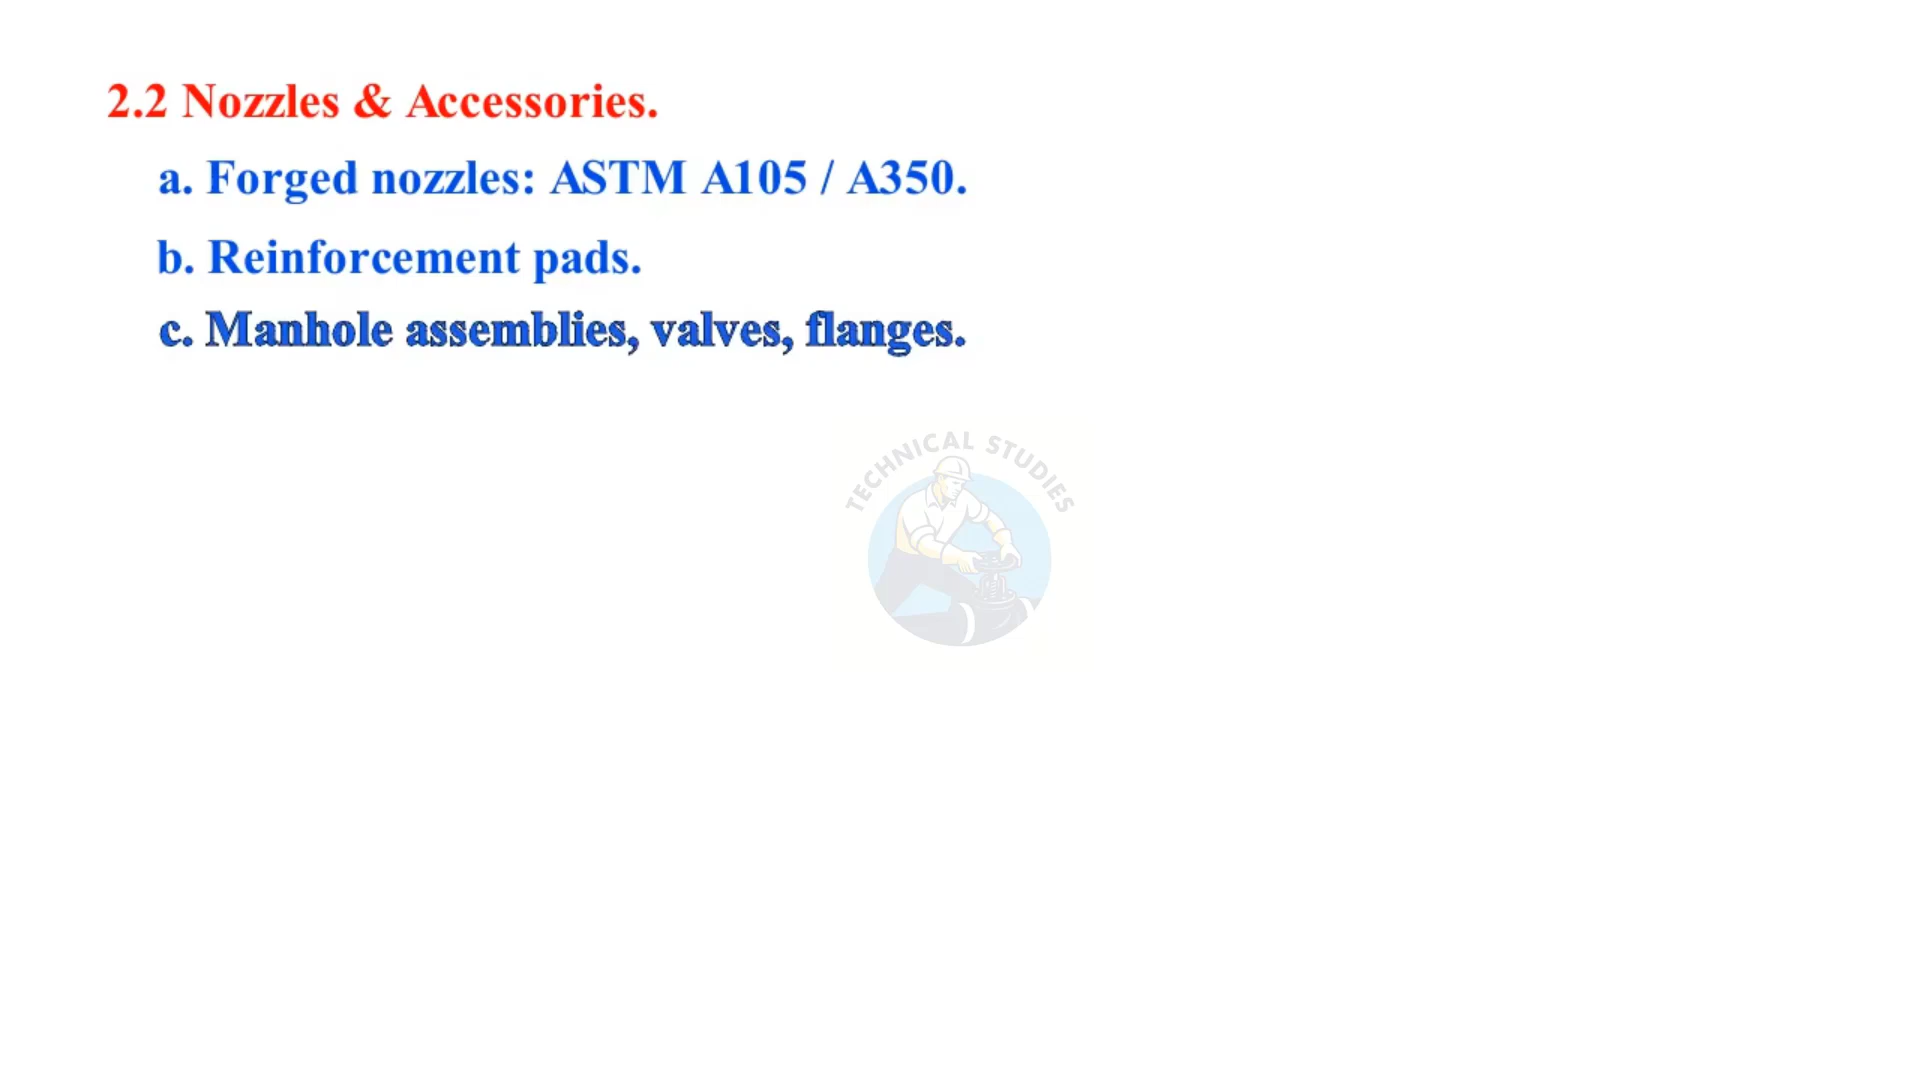 2.2 Nozzles & Accessories.
a. Forged nozzles: ASTM A105 / A350.
b. Reinforcement pads.
c. Manhole assemblies, valves, flanges.
TECHNICAL STUDIES